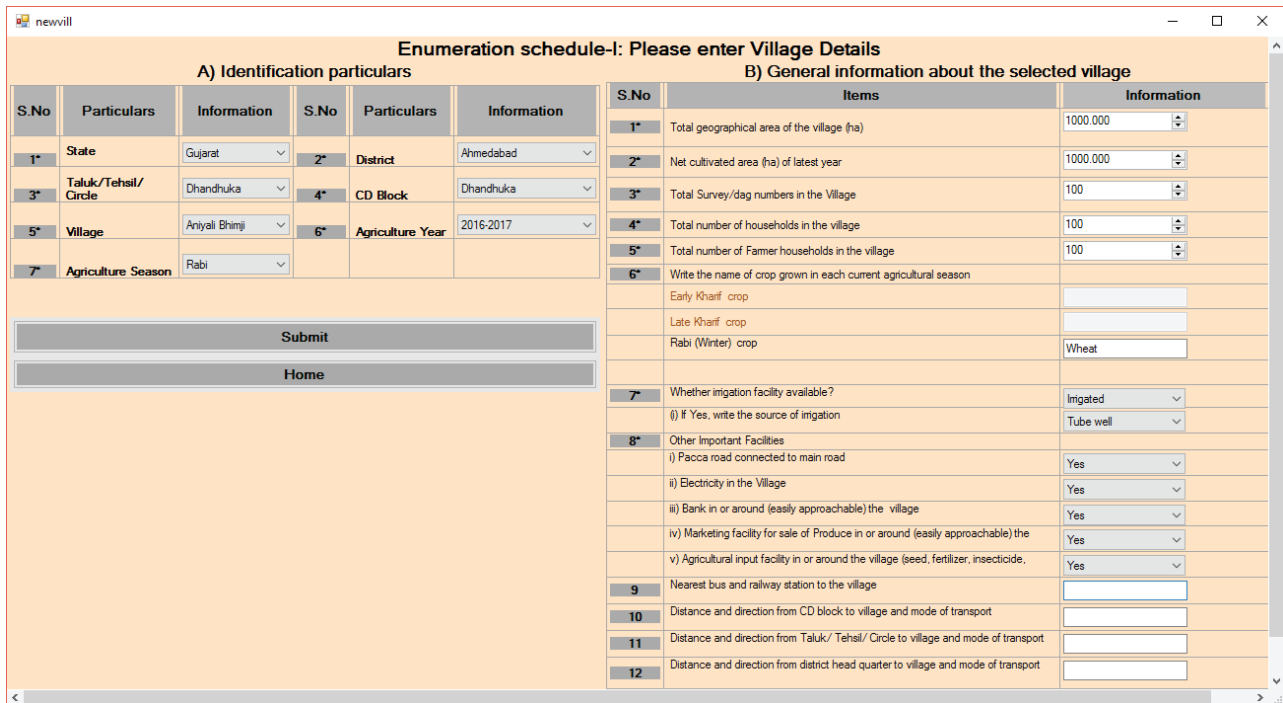 newvill
Enumeration schedule-I: Please enter Village Details
A) Identification particulars
S.No Particulars Information S.No Particulars Information
1* State Gujarat 2* District Ahmedabad
3* Taluk/Tehsil/ Circle Dhandhuka 4* CD Block Dhandhuka
5* Village Aniyali Bhimji 6* Agriculture Year 2016-2017
7* Agriculture Season Rabi
Submit
Home
B) General information about the selected village
S.No Items Information
1* Total geographical area of the village (ha) 1000.000
2* Net cultivated area (ha) of latest year 1000.000
3* Total Survey/dag numbers in the Village 100
4* Total number of households in the village 100
5* Total number of Farmer households in the village 100
6* Write the name of crop grown in each current agricultural season
Early Kharif crop
Late Kharif crop
Rabi (Winter) crop Wheat
7* Whether irrigation facility available? Irrigated
(i) If Yes, write the source of irrigation Tube well
8* Other Important Facilities
i) Pacca road connected to main road Yes
ii) Electricity in the Village Yes
iii) Bank in or around (easily approachable) the village Yes
iv) Marketing facility for sale of Produce in or around (easily approachable) the Yes
v) Agricultural input facility in or around the village (seed, fertilizer, insecticide, Yes
9 Nearest bus and railway station to the village
10 Distance and direction from CD block to village and mode of transport
11 Distance and direction from Taluk/ Tehsil/ Circle to village and mode of transport
12 Distance and direction from district head quarter to village and mode of transport